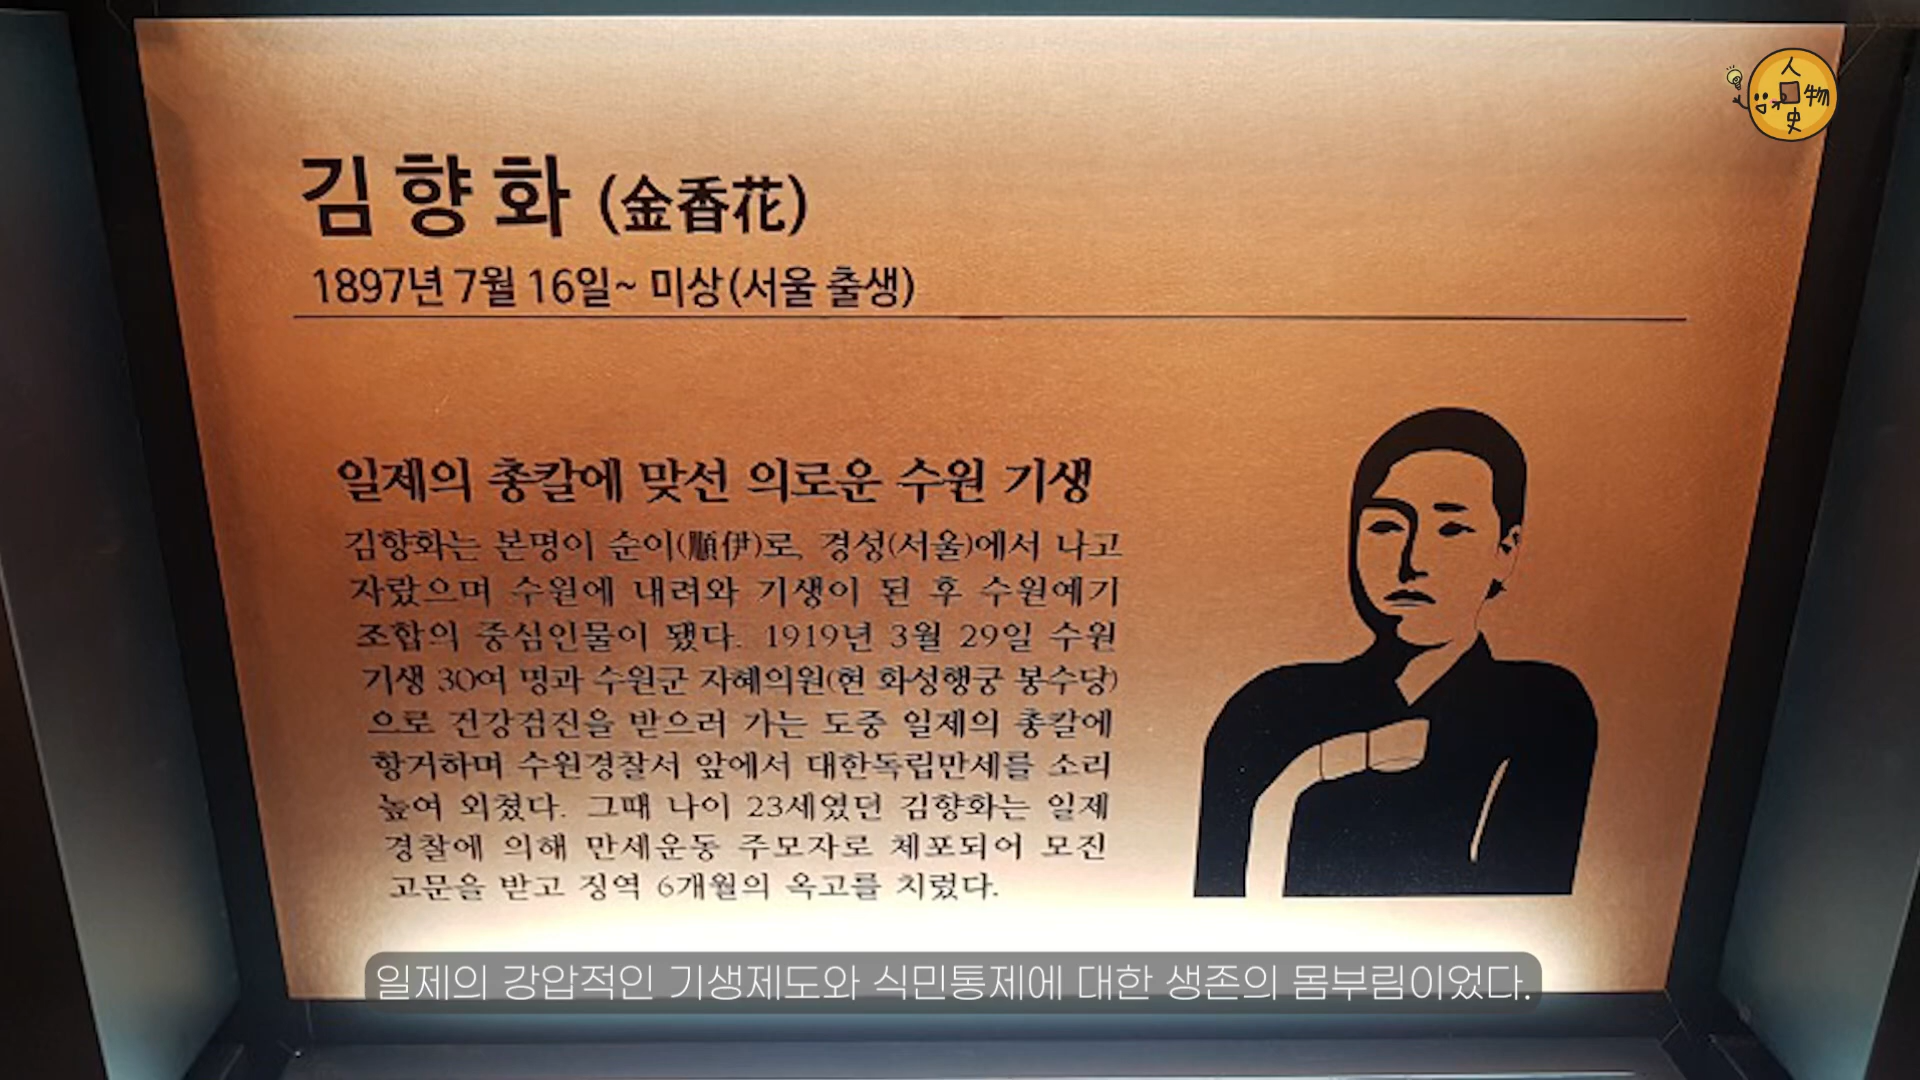 김향화 (金香花)
1897년 7월 16일~ 미상(서울 출생)
일제의 총칼에 맞선 의로운 수원 기생
김향화는 본명이 순이(順伊)로, 경성(서울)에서 나고
자랐으며 수원에 내려와 기생이 된 후 수원예기
조합의 중심인물이 됐다. 1919년 3월 29일 수원
기생 30여 명과 수원군 자혜의원(현 화성행궁 봉수당)
으로 건강검진을 받으러 가는 도중 일제의 총칼에
항거하며 수원경찰서 앞에서 대한독립만세를 소리
높여 외쳤다. 그때 나이 23세였던 김향화는 일제
경찰에 의해 만세운동 주모자로 체포되어 모진
고문을 받고 징역 6개월의 옥고를 치렀다.
일제의 강압적인 기생제도와 식민통제에 대한 생존의 몸부림이었다.
人
物
史